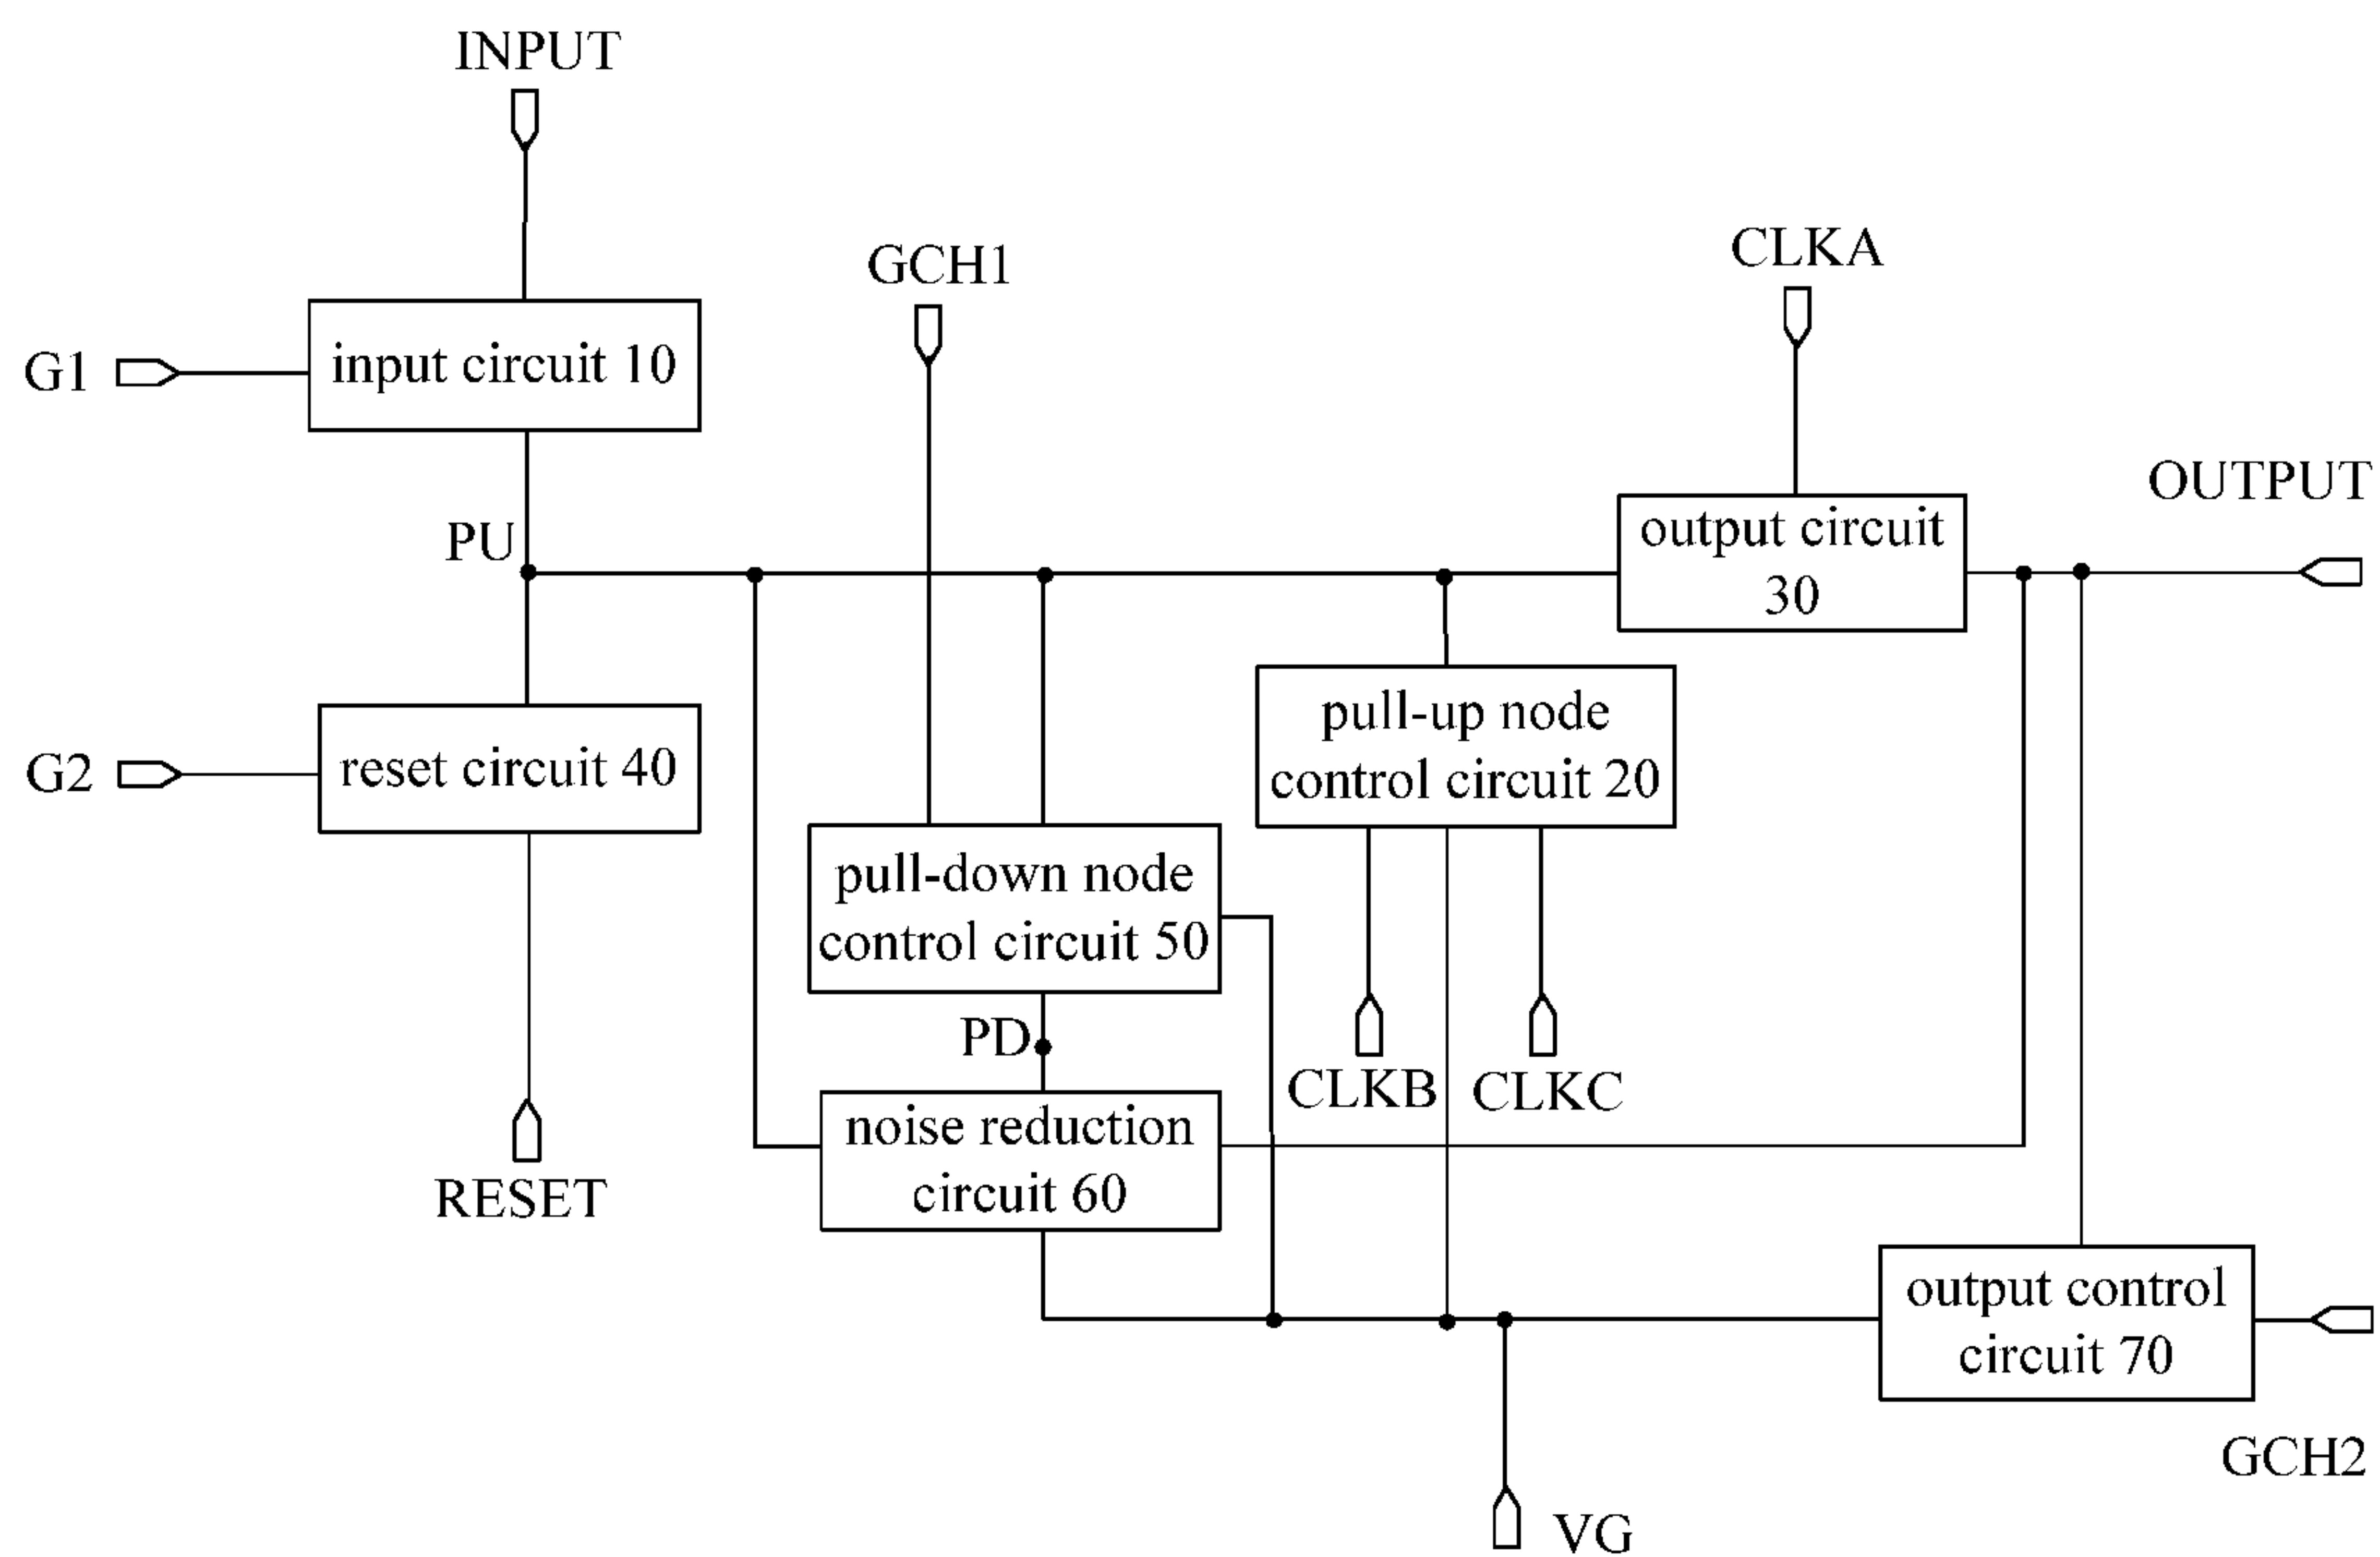 INPUT
GCH1
CLKA
G1
input circuit 10
OUTPUT
PU
output circuit
30
G2
reset circuit 40
pull-up node
control circuit 20
pull-down node
control circuit 50
PD
CLKB
CLKC
noise reduction
circuit 60
RESET
output control
circuit 70
GCH2
VG